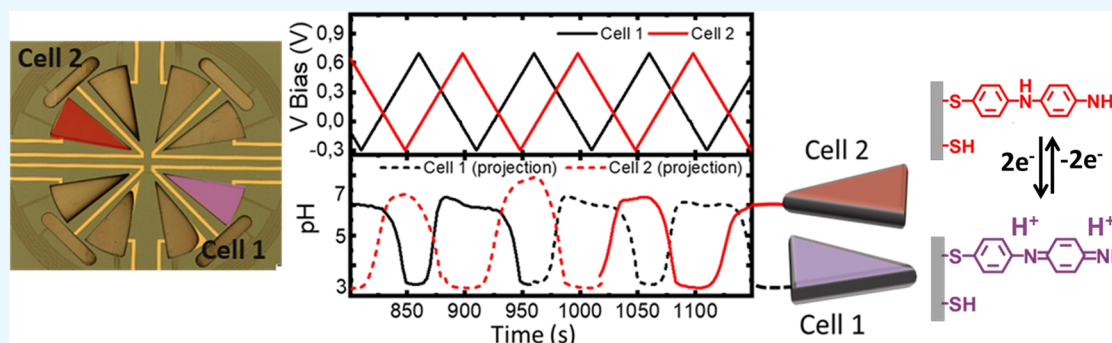 Cell 2
Cell 1
V Bias (V)
0,9
0,6
0,3
0,0
-0,3
Cell 1 Cell 2
Cell 1 (projection) Cell 2 (projection)
pH
7
5
3
850 900 950 1000 1050 1100
Time (s)
Cell 2
Cell 1
S
H
N
NH
SH
2e⁻ -2e⁻
H⁺ H⁺
S
N
SH